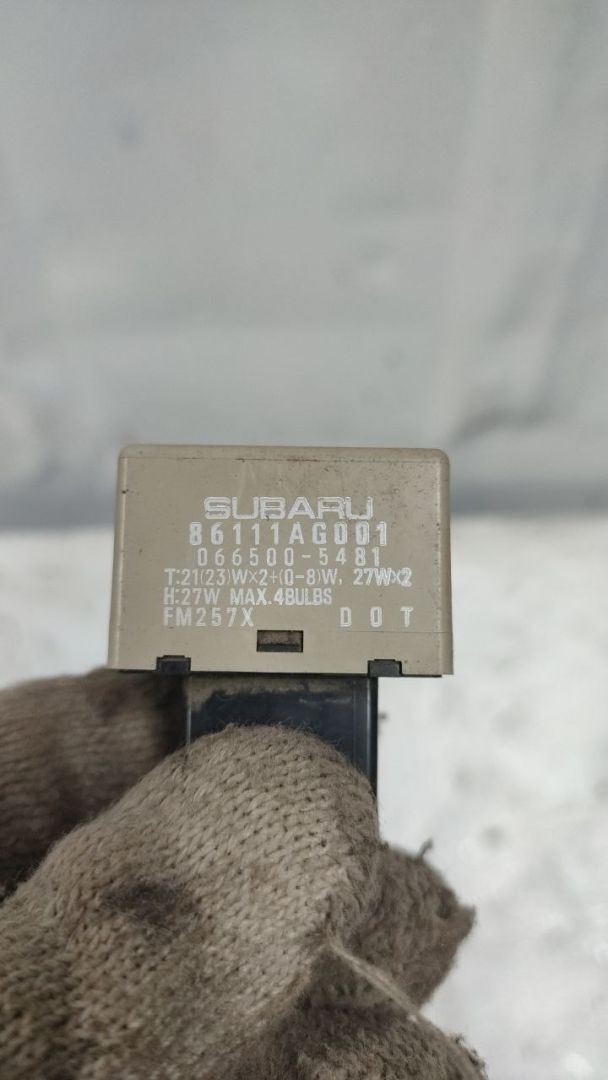 SUBARU
86111AG001
066500-5481
T:21(23)W×2+(0-8)W, 27W×2
H:27W MAX.4BULBS
FM257X DOT